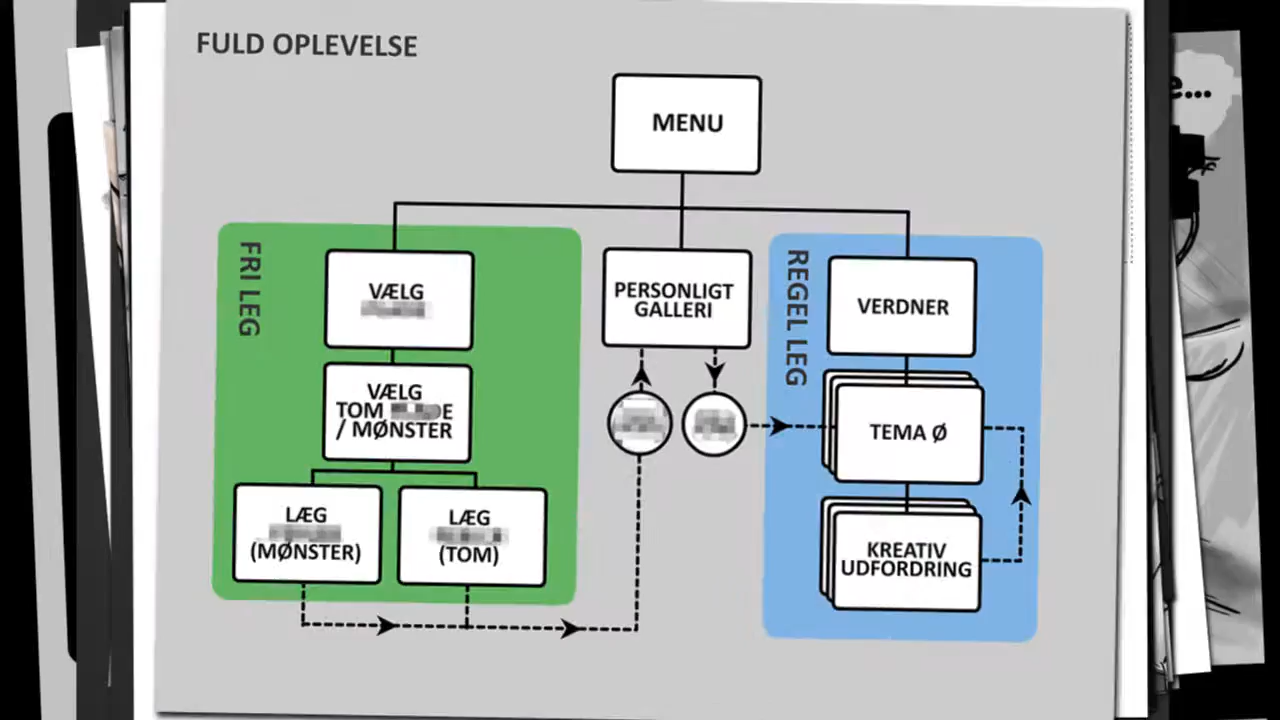 FULD OPLEVELSE
MENU
FRI LEG
VÆLG
VÆLG
TOM
/ MØNSTER
LÆG
(MØNSTER)
LÆG
(TOM)
PERSONLIGT
GALLERI
REGEL LEG
VERDNER
TEMA Ø
KREATIV
UDFORDRING